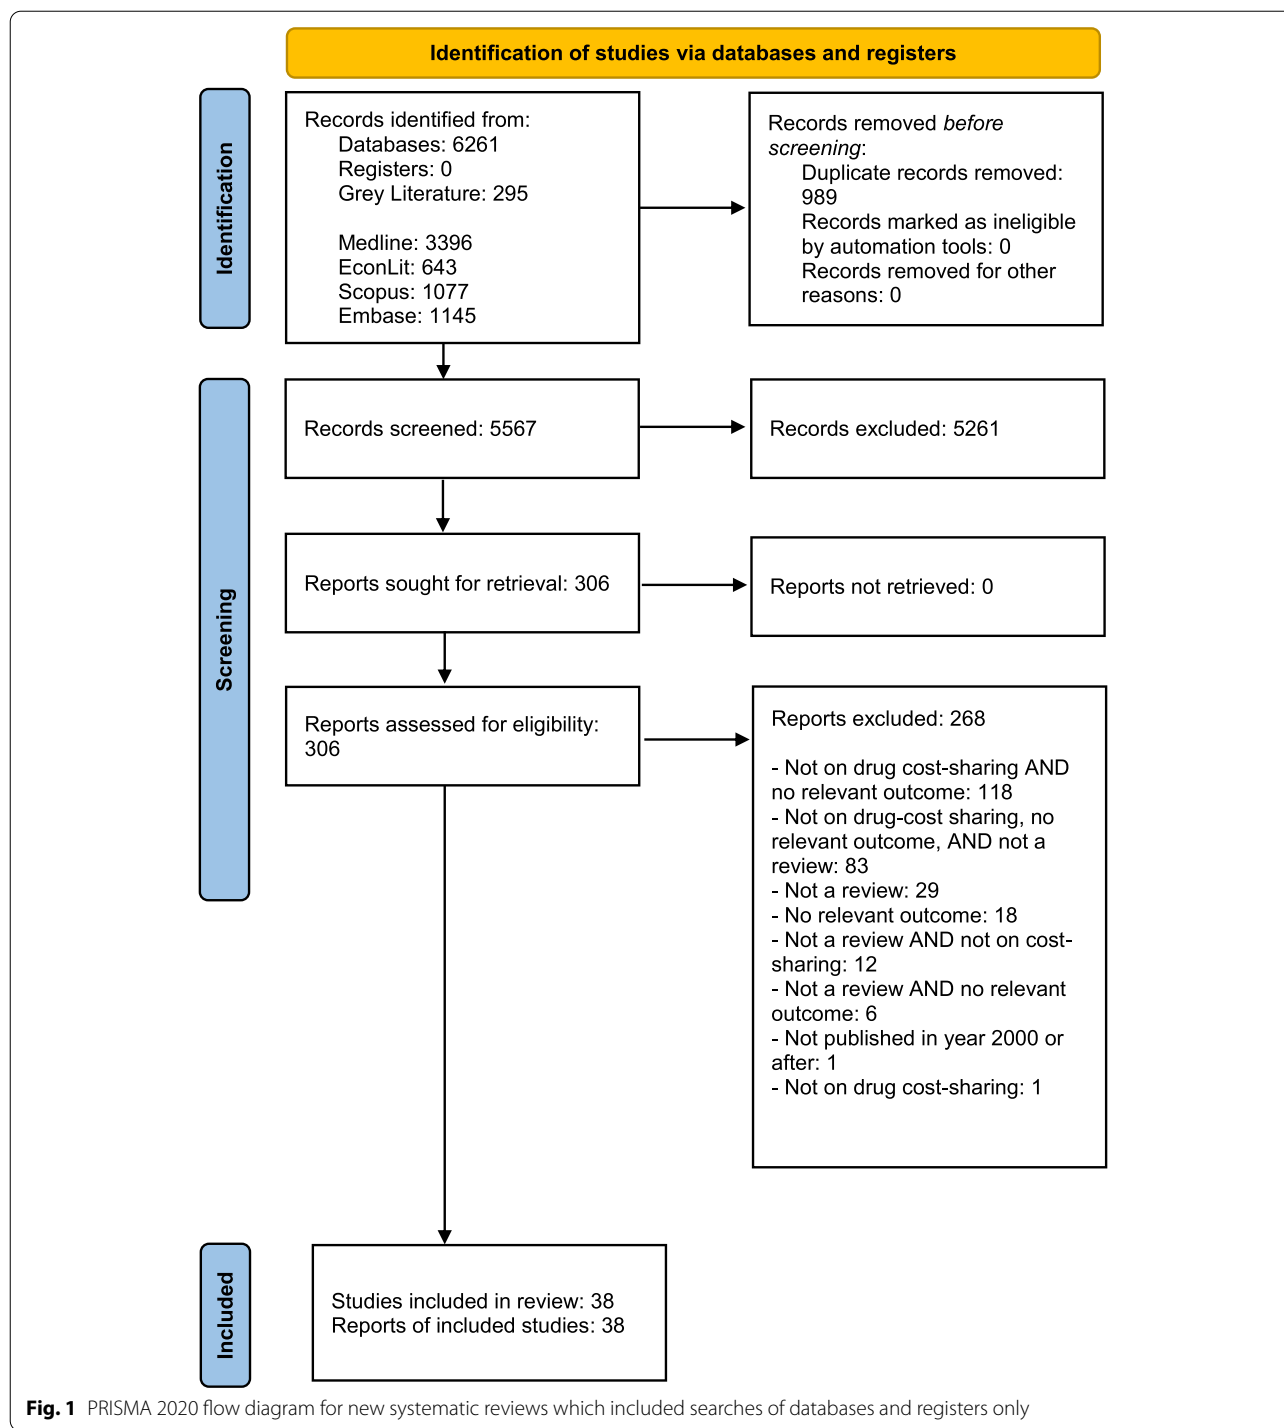 Identification of studies via databases and registers
Identification
Records identified from:
Databases: 6261
Registers: 0
Grey Literature: 295
Medline: 3396
EconLit: 643
Scopus: 1077
Embase: 1145
Records removed before
screening:
Duplicate records removed:
989
Records marked as ineligible
by automation tools: 0
Records removed for other
reasons: 0
Screening
Records screened: 5567
Records excluded: 5261
Reports sought for retrieval: 306
Reports not retrieved: 0
Reports assessed for eligibility:
306
Reports excluded: 268
- Not on drug cost-sharing AND
no relevant outcome: 118
- Not on drug-cost sharing, no
relevant outcome, AND not a
review: 83
- Not a review: 29
- No relevant outcome: 18
- Not a review AND not on cost-
sharing: 12
- Not a review AND no relevant
outcome: 6
- Not published in year 2000 or
after: 1
- Not on drug cost-sharing: 1
Included
Studies included in review: 38
Reports of included studies: 38
Fig. 1 PRISMA 2020 flow diagram for new systematic reviews which included searches of databases and registers only